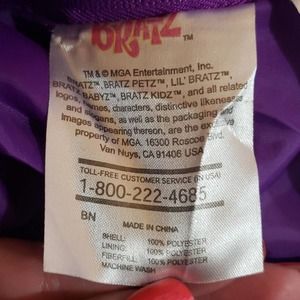 BRATZ™
TM & © MGA Entertainment, Inc.
BRATZ™, BRATZ PETZ™, LIL' BRATZ™,
BRATZ BABYZ™, BRATZ KIDZ™, and all related
logos, names, characters, distinctive likenesses
and slogans, as well as the packaging and
images appearing thereon, are the exclusive
property of MGA. 16300 Roscoe Blvd.
Van Nuys, CA 91406 USA
TOLL-FREE CUSTOMER SERVICE (IN USA)
1-800-222-4685
BN
MADE IN CHINA
SHELL: 100% POLYESTER
LINING: 100% POLYESTER
FIBERFILL: 100% POLYESTER
MACHINE WASH